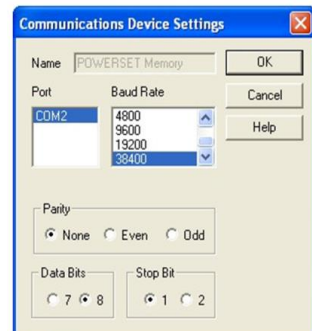 Communications Device Settings
Name POWERSET Memory OK
Port Baud Rate Cancel
COM2 4800
9600 Help
19200
38400
Parity
None Even Odd
Data Bits Stop Bit
7 8 1 2